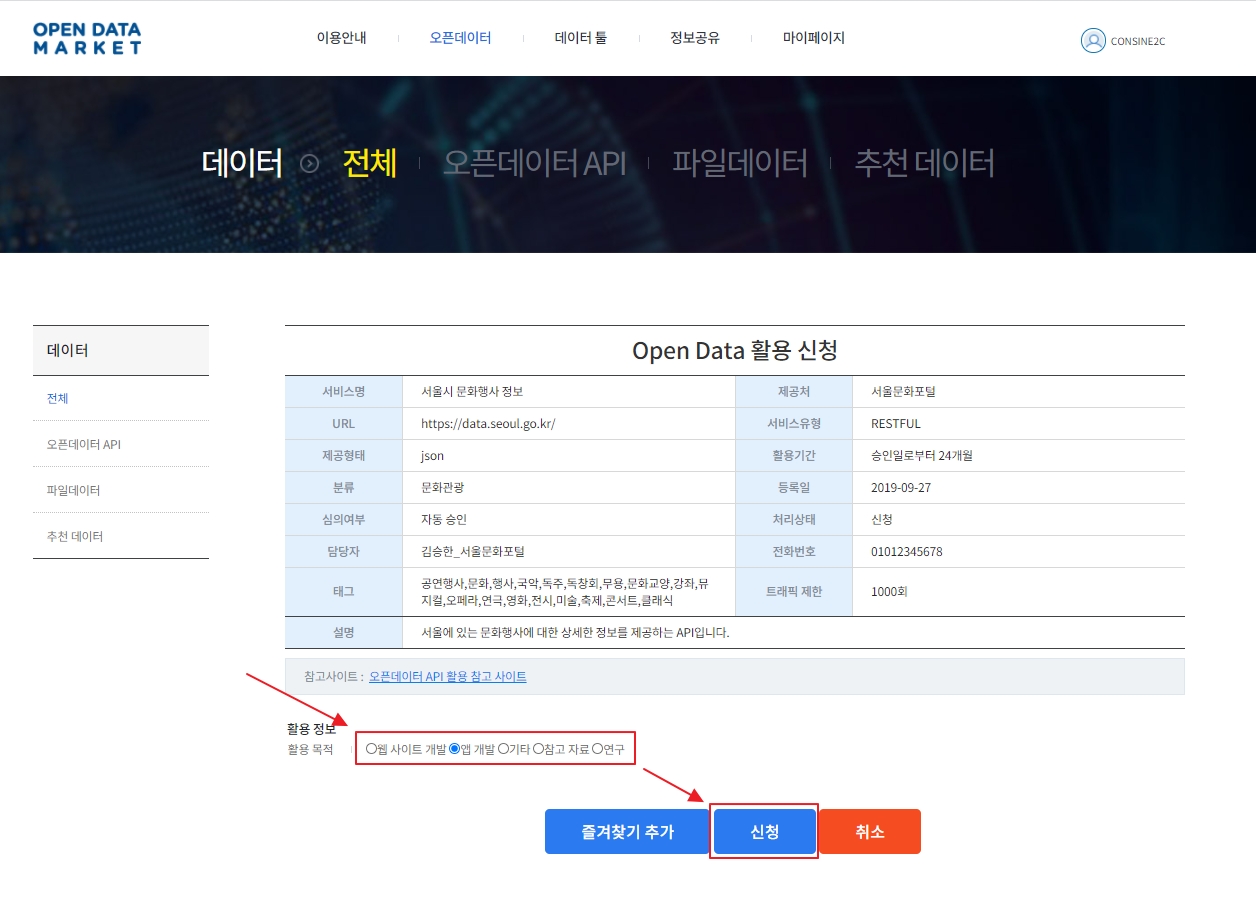 OPEN DATA
MARKET
이용안내 오픈데이터 데이터 툴 정보공유 마이페이지
CONSINE2C
데이터 전체 오픈데이터 API 파일데이터 추천 데이터
데이터
전체
오픈데이터 API
파일데이터
추천 데이터
Open Data 활용 신청
서비스명 서울시 문화행사 정보 제공처 서울문화포털
URL https://data.seoul.go.kr/ 서비스유형 RESTFUL
제공형태 json 활용기간 승인일로부터 24개월
분류 문화관광 등록일 2019-09-27
심의여부 자동 승인 처리상태 신청
담당자 김승한_서울문화포털 전화번호 01012345678
태그 공연행사,문화,행사,국악,독주,독창회,무용,문화교양,강좌,뮤
지컬,오페라,연극,영화,전시,미술,축제,콘서트,클래식 트래픽 제한 1000회
설명 서울에 있는 문화행사에 대한 상세한 정보를 제공하는 API입니다.
참고사이트 : 오픈데이터 API 활용 참고 사이트
활용 정보
활용 목적 웹 사이트 개발 앱 개발 기타 참고 자료 연구
즐겨찾기 추가 신청 취소